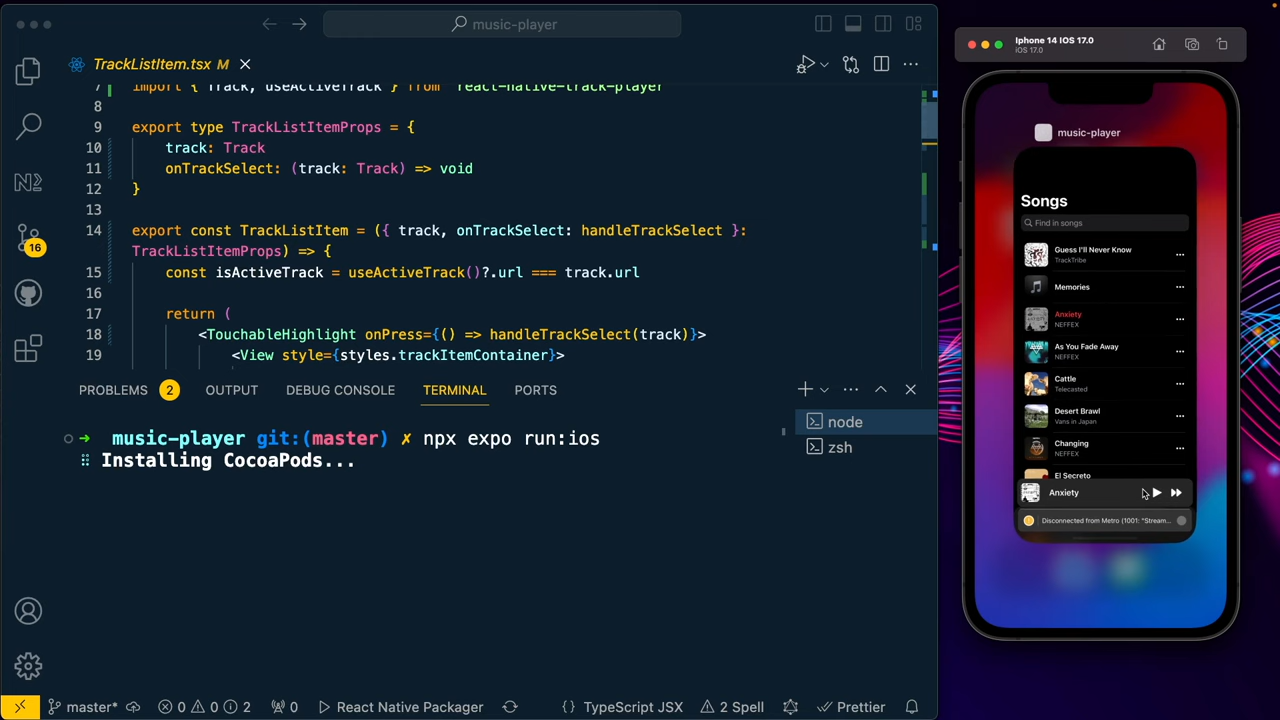 music-player
TrackListItem.tsx M
7 import { Track, useActiveTrack } from 'react-native-track-player'
8
9 export type TrackListItemProps = {
10 track: Track
11 onTrackSelect: (track: Track) => void
12 }
13
14 export const TrackListItem = ({ track, onTrackSelect: handleTrackSelect }:
TrackListItemProps) => {
15 const isActiveTrack = useActiveTrack()?.url === track.url
16
17 return (
18 <TouchableHighlight onPress={() => handleTrackSelect(track)}>
19 <View style={styles.trackItemContainer}>
PROBLEMS 2 OUTPUT DEBUG CONSOLE TERMINAL PORTS
music-player git:(master) ✗ npx expo run:ios
Installing CocoaPods...
node
zsh
16
master* 0 0 2 0 React Native Packager {} TypeScript JSX 2 Spell Prettier
Iphone 14 IOS 17.0
iOS 17.0
music-player
Songs
Find in songs
Guess I'll Never Know
TrackTribe
Memories
Anxiety
NEFFEX
As You Fade Away
NEFFEX
Cattle
Telecasted
Desert Brawl
Vans in Japan
Changing
NEFFEX
El Secreto
Anxiety
Disconnected from Metro (1001: "Stream...